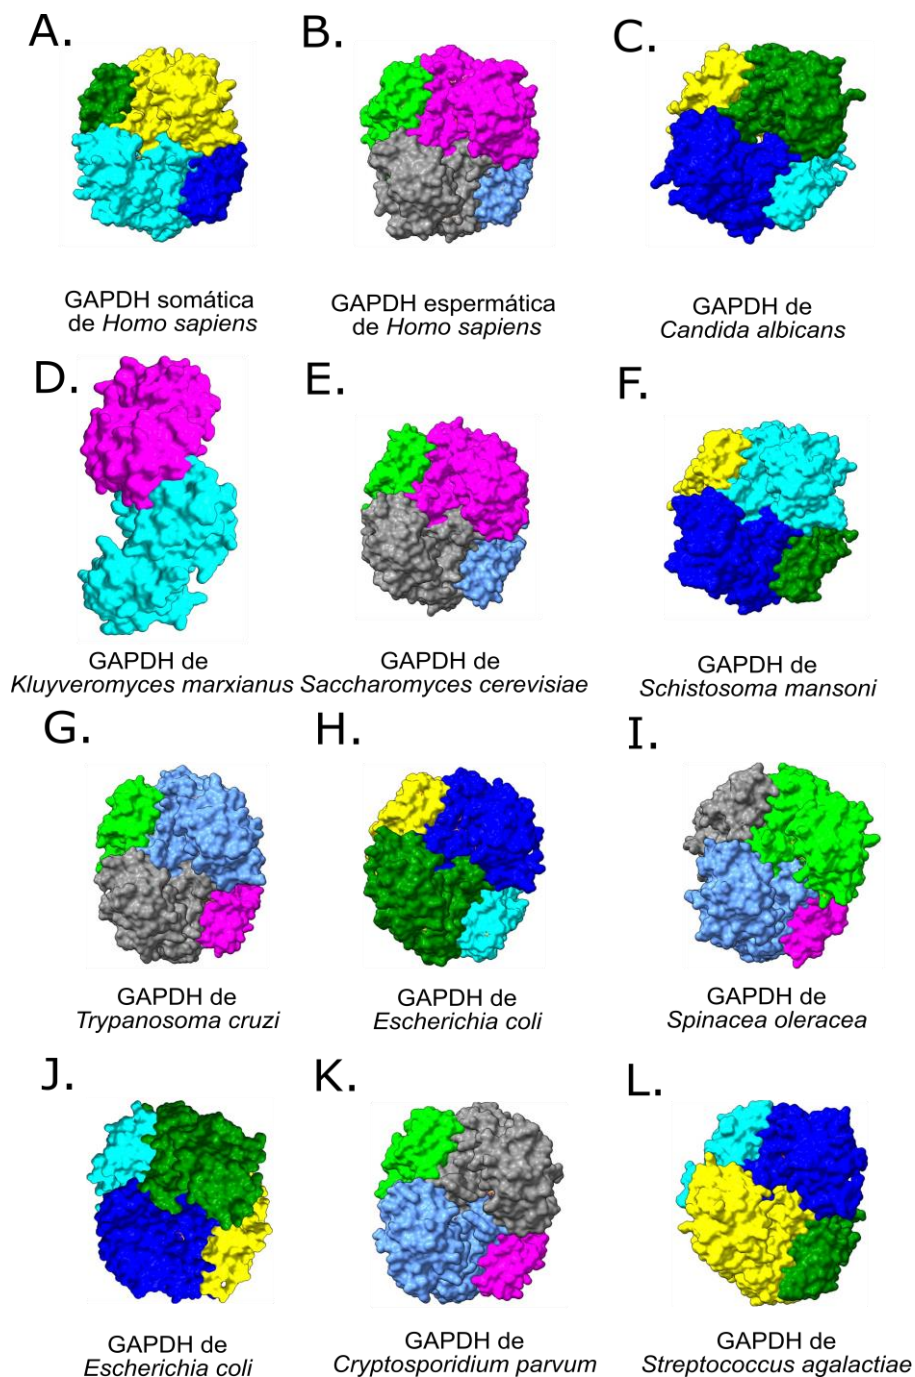 A.
B.
C.
GAPDH somática
de Homo sapiens
GAPDH espermática
de Homo sapiens
GAPDH de
Candida albicans
D.
E.
F.
GAPDH de
Kluyveromyces marxianus
GAPDH de
Saccharomyces cerevisiae
GAPDH de
Schistosoma mansoni
G.
H.
I.
GAPDH de
Trypanosoma cruzi
GAPDH de
Escherichia coli
GAPDH de
Spinacea oleracea
J.
K.
L.
GAPDH de
Escherichia coli
GAPDH de
Cryptosporidium parvum
GAPDH de
Streptococcus agalactiae